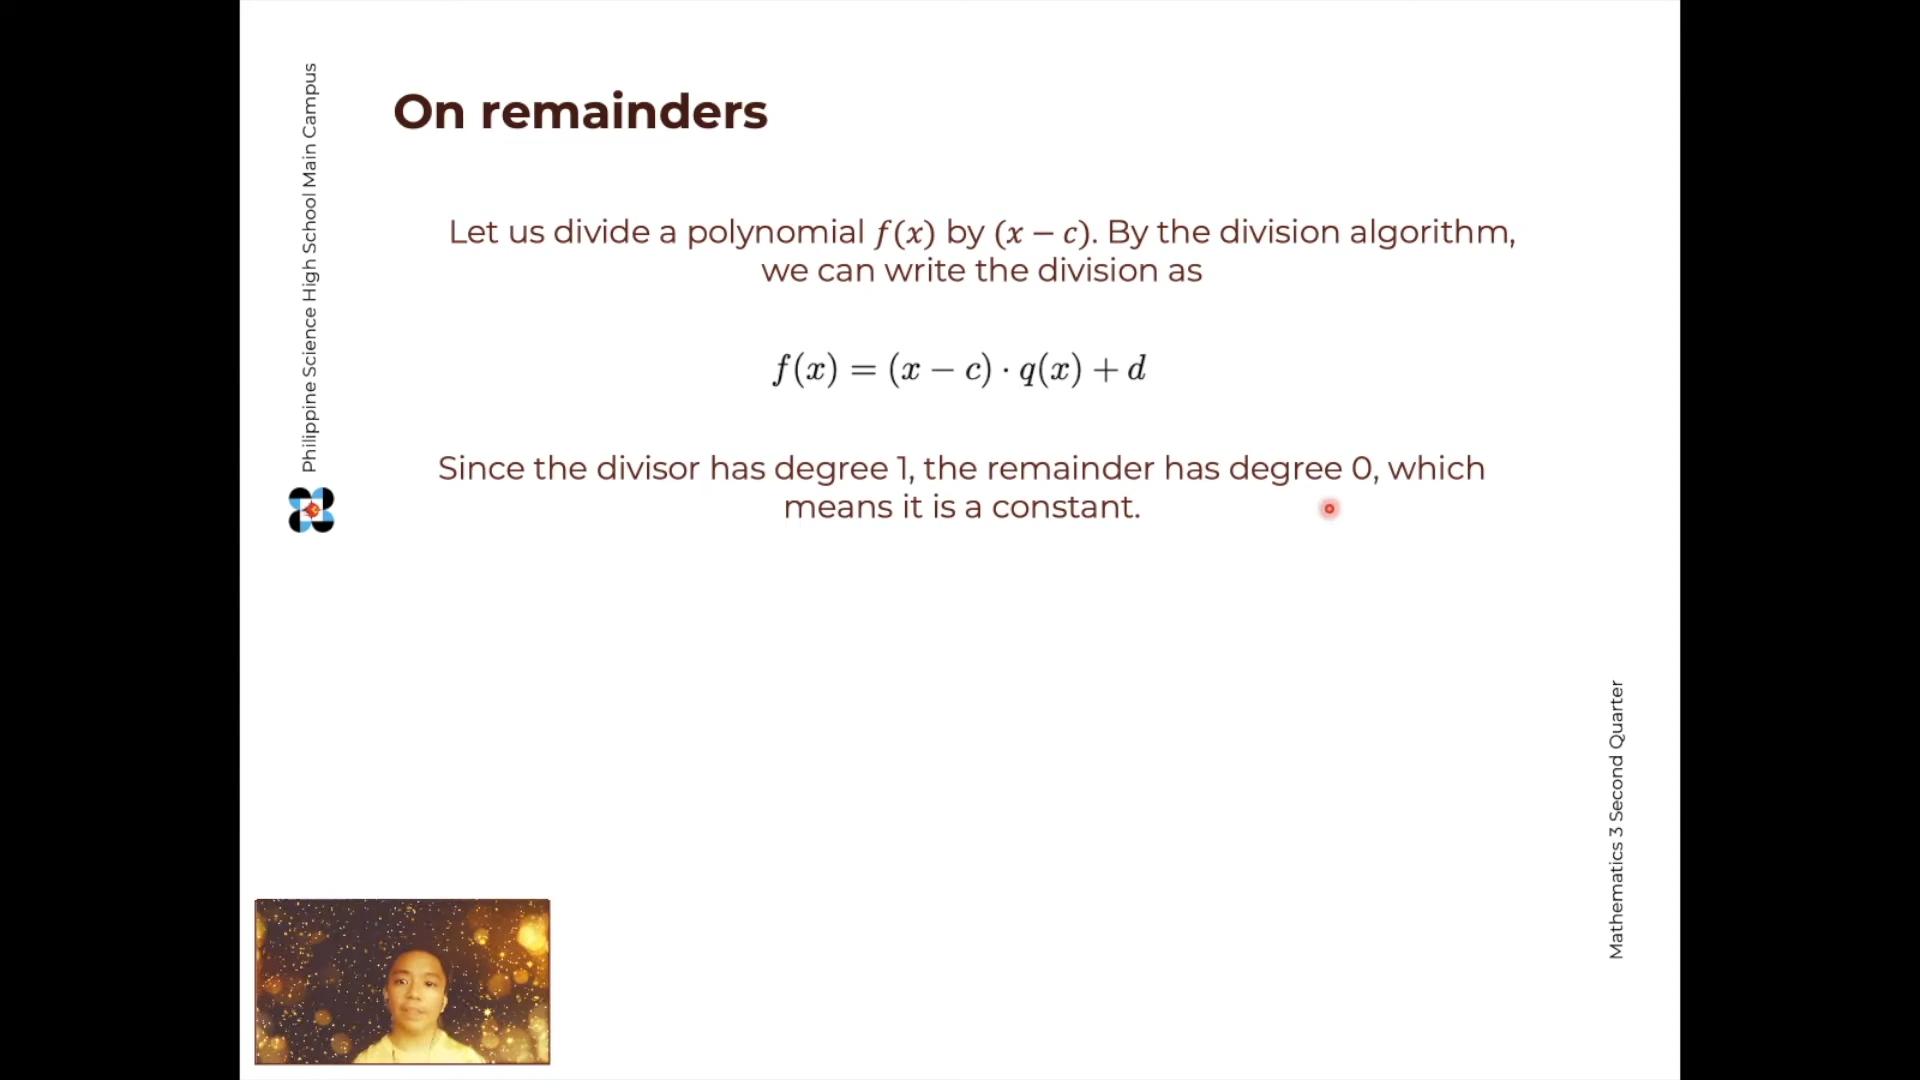 Philippine Science High School Main Campus
On remainders
Let us divide a polynomial f(x) by (x − c). By the division algorithm,
we can write the division as
f(x) = (x − c) · q(x) + d
Since the divisor has degree 1, the remainder has degree 0, which
means it is a constant.
Mathematics 3 Second Quarter